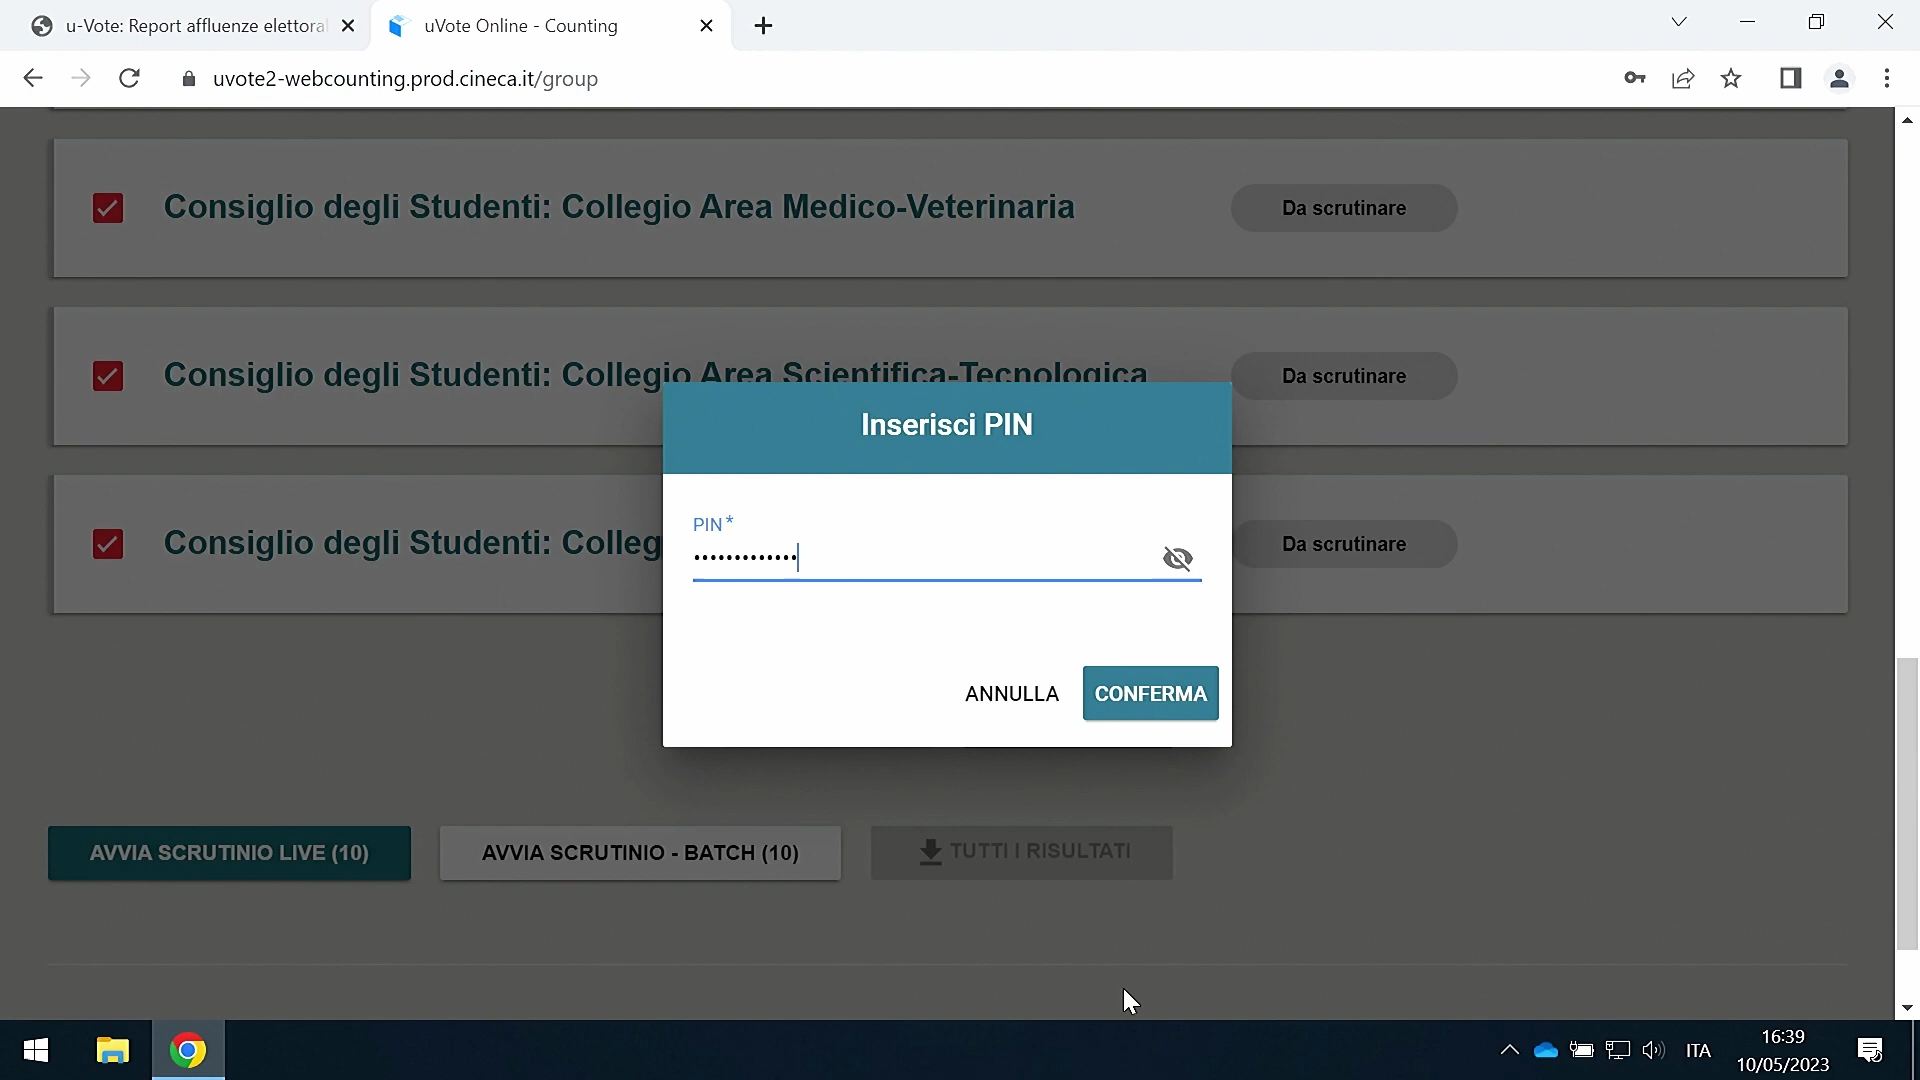 u-Vote: Report affluenze elettoral
uVote Online - Counting
uvote2-webcounting.prod.cineca.it/group
Consiglio degli Studenti: Collegio Area Medico-Veterinaria
Da scrutinare
Consiglio degli Studenti: Collegio Area Scientifica-Tecnologica
Da scrutinare
Inserisci PIN
PIN*
Consiglio degli Studenti: Colleg
Da scrutinare
ANNULLA
CONFERMA
AVVIA SCRUTINIO LIVE (10)
AVVIA SCRUTINIO - BATCH (10)
TUTTI I RISULTATI
ITA
16:39
10/05/2023